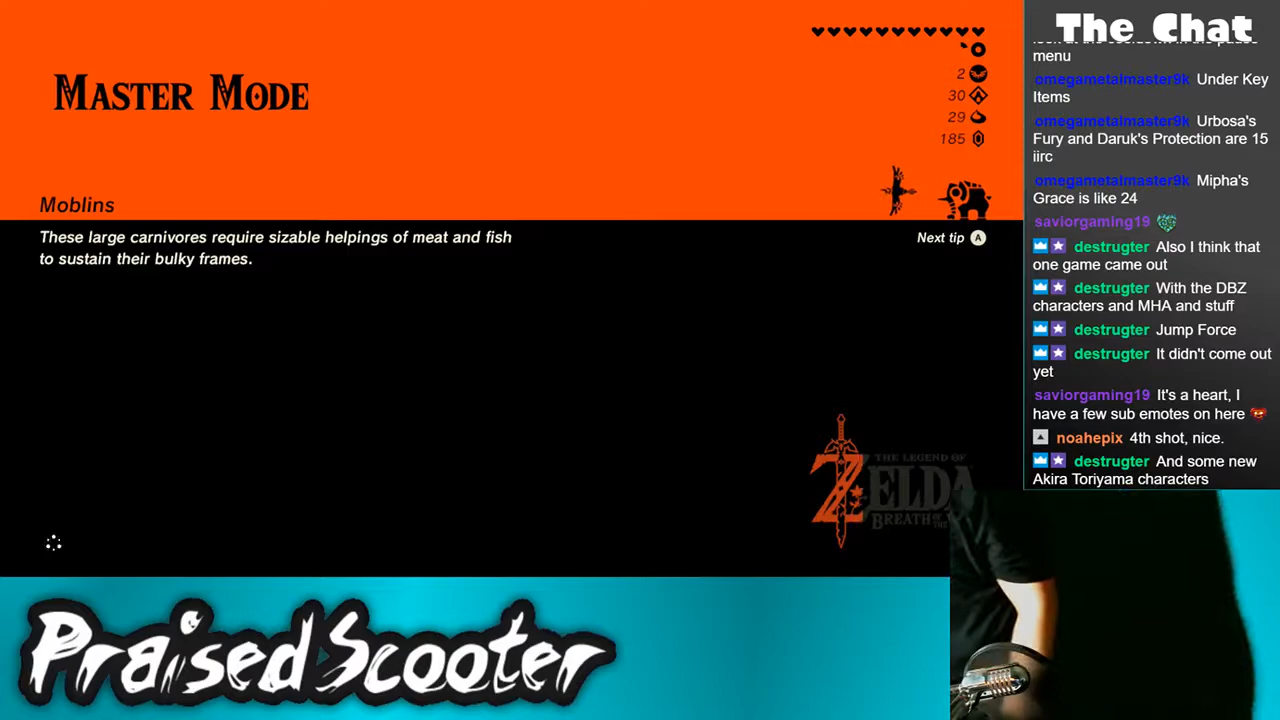 Master Mode
2
30
29
185
Moblins
These large carnivores require sizable helpings of meat and fish
to sustain their bulky frames.
Next tip A
THE LEGEND OF
ZELDA
BREATH OF THE
PraisedScooter
The Chat
menu
omegametalmaster9k Under Key
Items
omegametalmaster9k Urbosa's
Fury and Daruk's Protection are 15
iirc
omegametalmaster9k Mipha's
Grace is like 24
saviorgaming19
destrugter Also I think that
one game came out
destrugter With the DBZ
characters and MHA and stuff
destrugter Jump Force
destrugter It didn't come out
yet
saviorgaming19 It's a heart, I
have a few sub emotes on here
noahepix 4th shot, nice.
destrugter And some new
Akira Toriyama characters